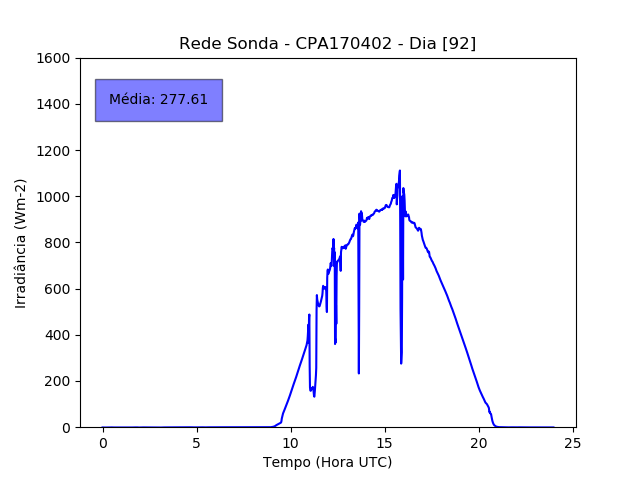 Rede Sonda - CPA170402 - Dia [92]
Média: 277.61
Irradiância (Wm-2)
1600
1400
1200
1000
800
600
400
200
0
0 5 10 15 20 25
Tempo (Hora UTC)